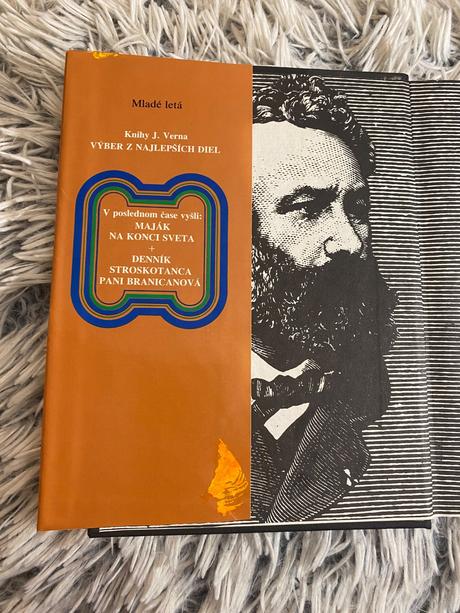 Mladé letá
Knihy J. Verna
VÝBER Z NAJLEPŠÍCH DIEL
V poslednom čase vyšli:
MAJÁK
NA KONCI SVETA
+
DENNÍK
STROSKOTANCA
PANI BRANICANOVÁ